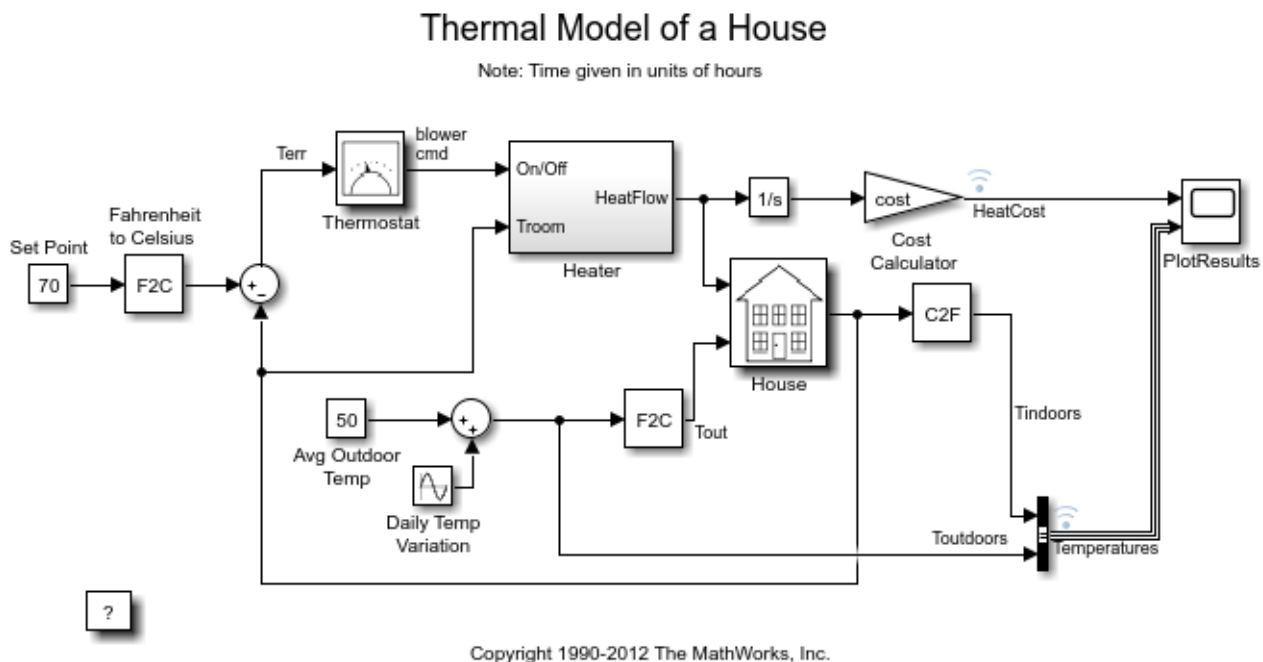 Thermal Model of a House
Note: Time given in units of hours
Terr
blower
cmd
Thermostat
On/Off
HeatFlow
Troom
Heater
1/s
cost
HeatCost
Cost
Calculator
PlotResults
Set Point
70
Fahrenheit
to Celsius
F2C
+
−
House
C2F
Tindoors
50
Avg Outdoor
Temp
+
+
F2C
Tout
Daily Temp
Variation
Toutdoors
Temperatures
?
Copyright 1990-2012 The MathWorks, Inc.